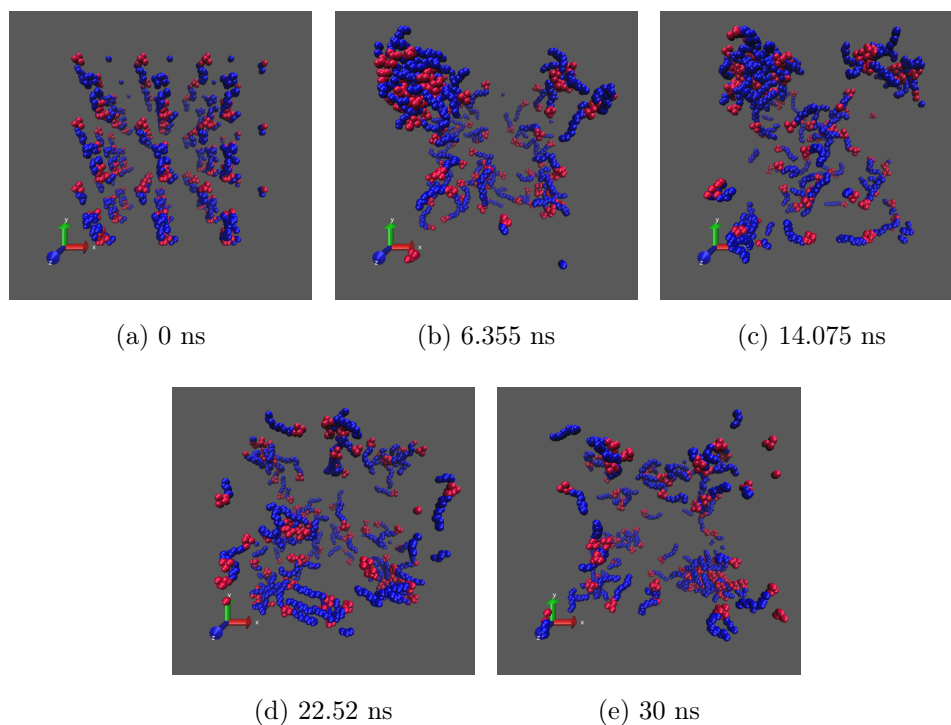 y
x
z
y
x
z
y
x
z
(a) 0 ns
(b) 6.355 ns
(c) 14.075 ns
y
x
z
y
x
z
(d) 22.52 ns
(e) 30 ns